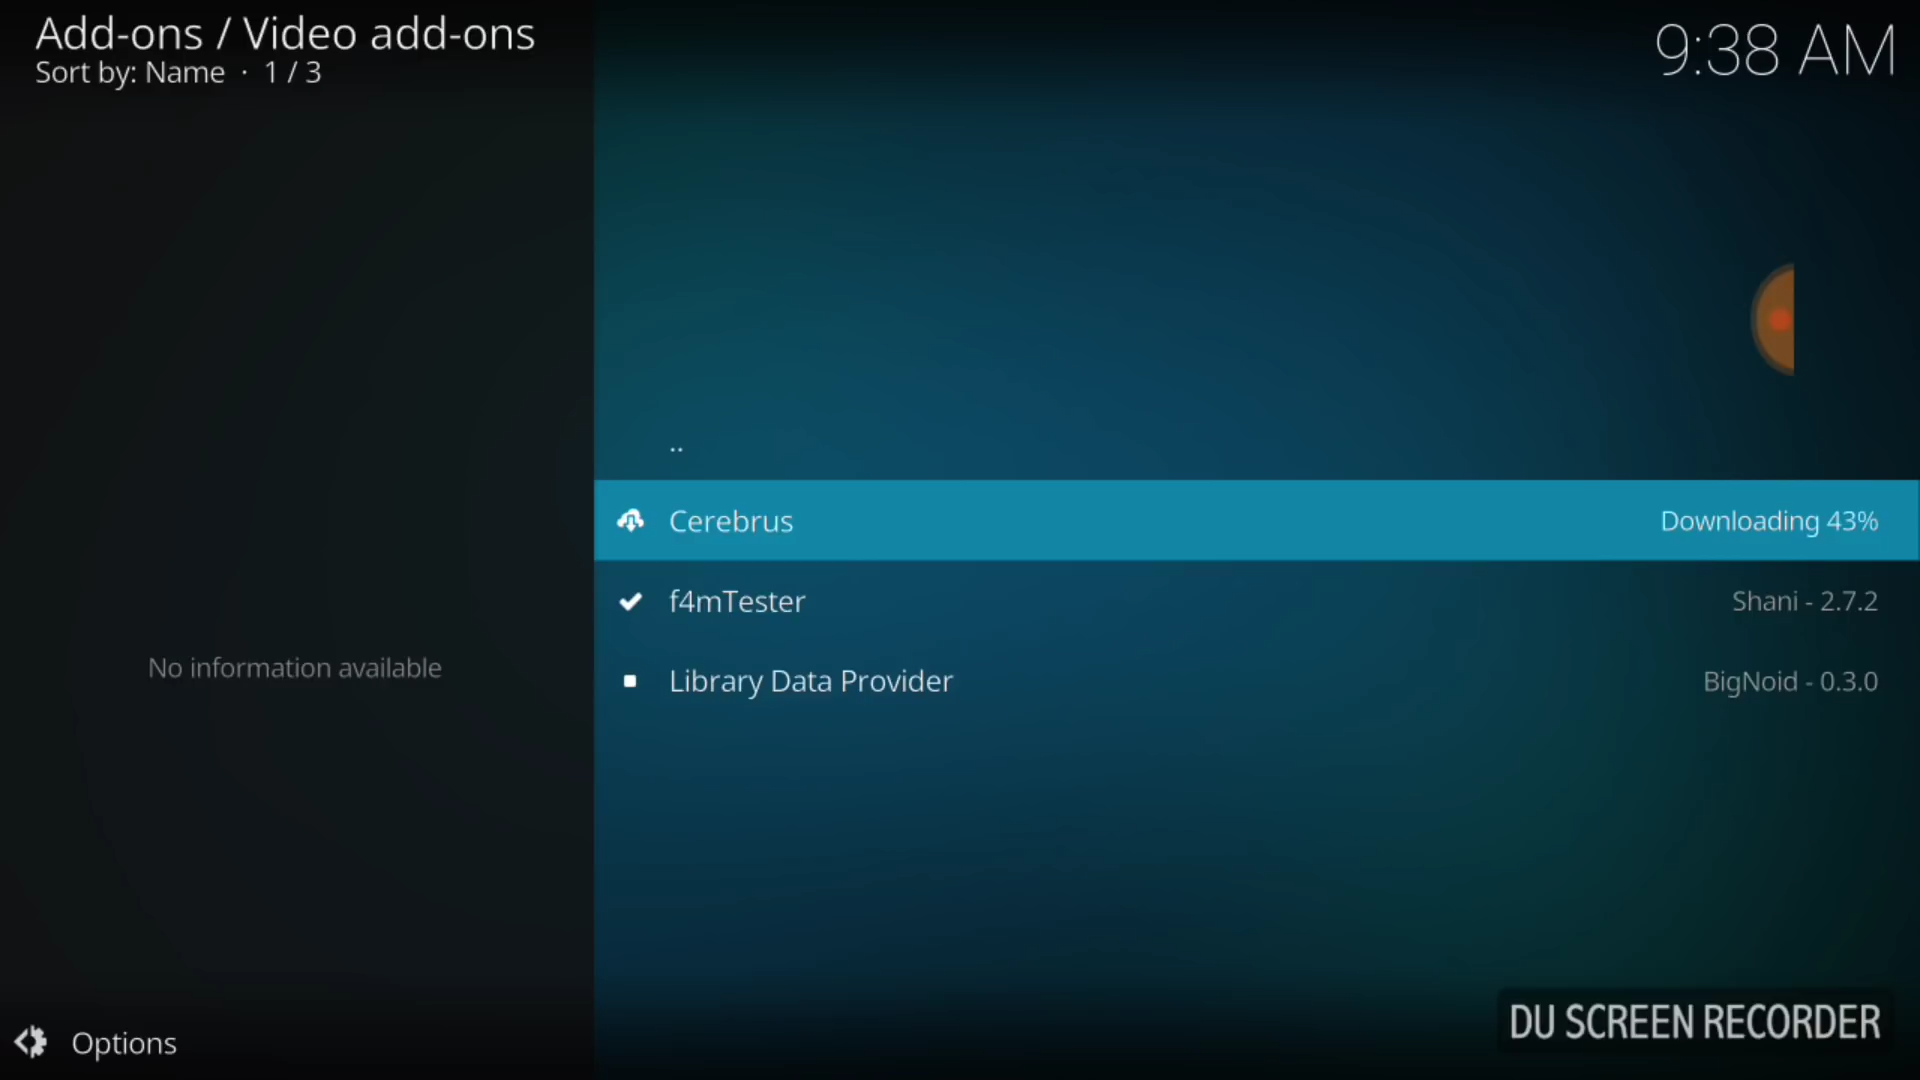 Add-ons / Video add-ons
Sort by: Name · 1 / 3
9:38 AM
..
Cerebrus Downloading 43%
f4mTester Shani - 2.7.2
Library Data Provider BigNoid - 0.3.0
No information available
Options
DU SCREEN RECORDER